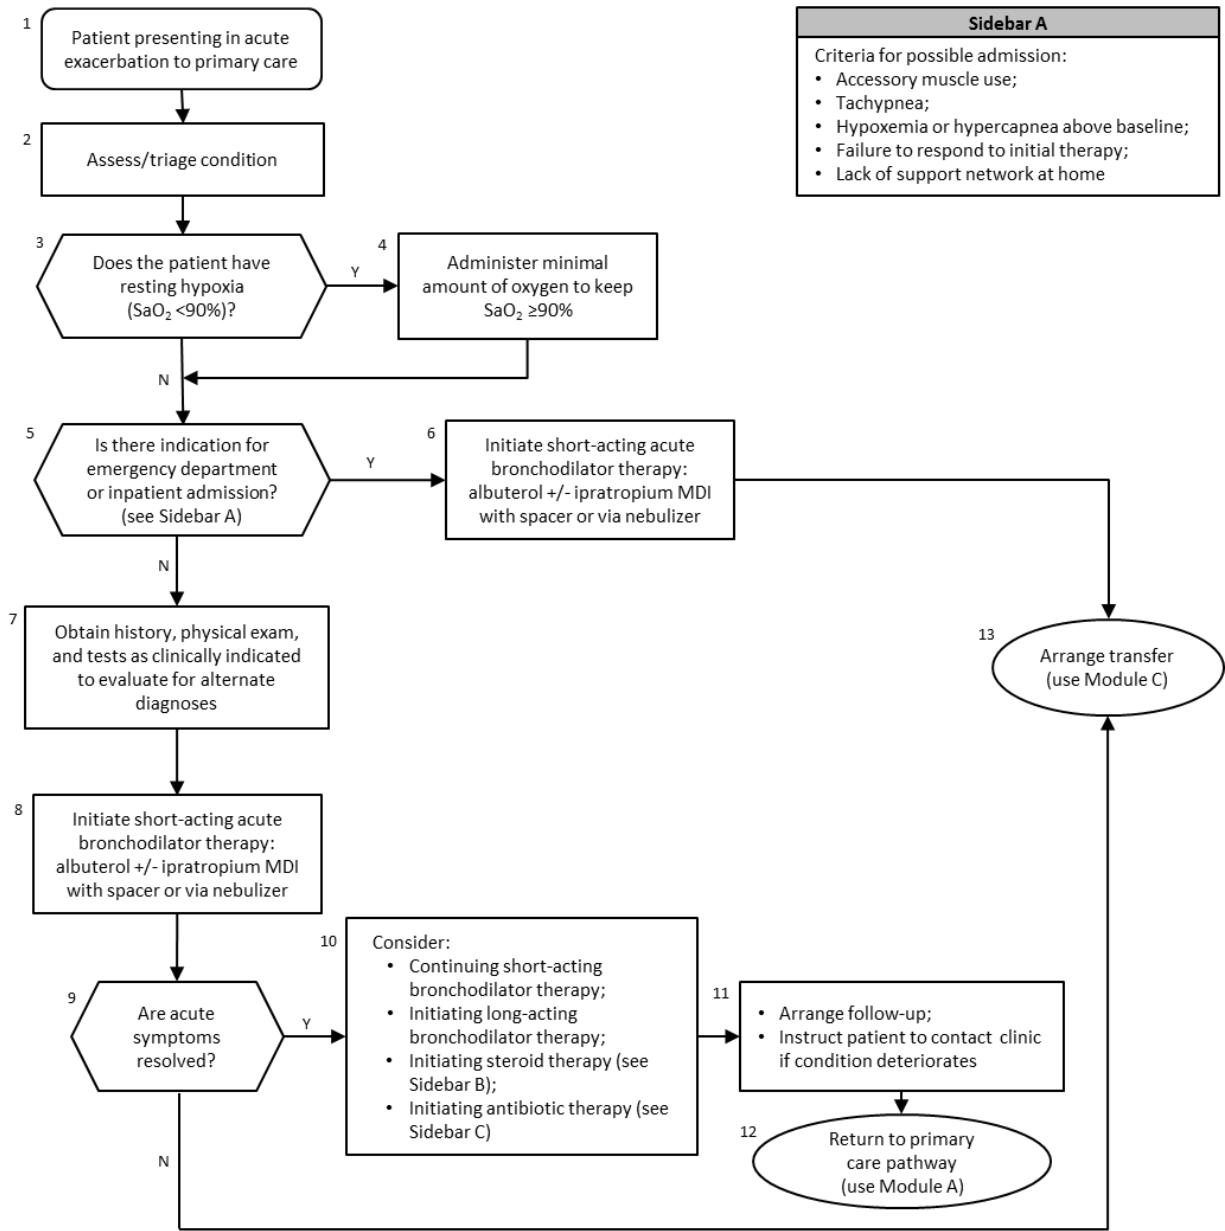 1
Patient presenting in acute
exacerbation to primary care
Sidebar A
Criteria for possible admission:
• Accessory muscle use;
• Tachypnea;
• Hypoxemia or hypercapnea above baseline;
• Failure to respond to initial therapy;
• Lack of support network at home
2
Assess/triage condition
3
Does the patient have
resting hypoxia
(SaO₂ <90%)?
Y
4
Administer minimal
amount of oxygen to keep
SaO₂ ≥90%
N
5
Is there indication for
emergency department
or inpatient admission?
(see Sidebar A)
Y
6
Initiate short-acting acute
bronchodilator therapy:
albuterol +/- ipratropium MDI
with spacer or via nebulizer
N
7
Obtain history, physical exam,
and tests as clinically indicated
to evaluate for alternate
diagnoses
13
Arrange transfer
(use Module C)
8
Initiate short-acting acute
bronchodilator therapy:
albuterol +/- ipratropium MDI
with spacer or via nebulizer
9
Are acute
symptoms
resolved?
Y
10
Consider:
• Continuing short-acting
bronchodilator therapy;
• Initiating long-acting
bronchodilator therapy;
• Initiating steroid therapy (see
Sidebar B);
• Initiating antibiotic therapy (see
Sidebar C)
11
• Arrange follow-up;
• Instruct patient to contact clinic
if condition deteriorates
12
Return to primary
care pathway
(use Module A)
N